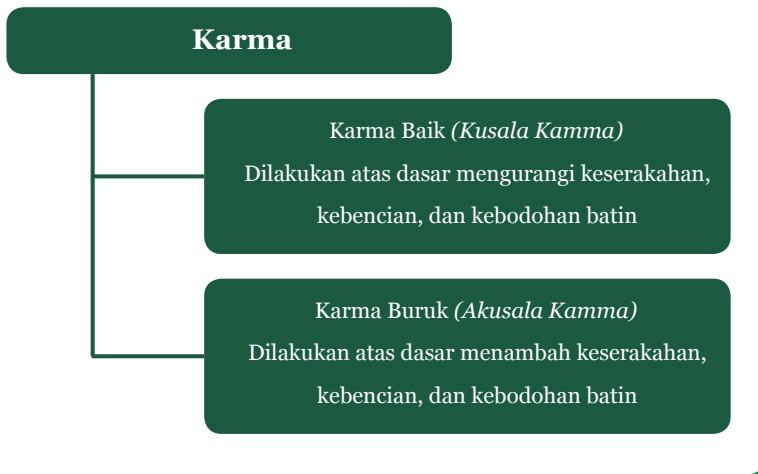 Karma
Karma Baik (Kusala Kamma)
Dilakukan atas dasar mengurangi keserakahan,
kebencian, dan kebodohan batin
Karma Buruk (Akusala Kamma)
Dilakukan atas dasar menambah keserakahan,
kebencian, dan kebodohan batin